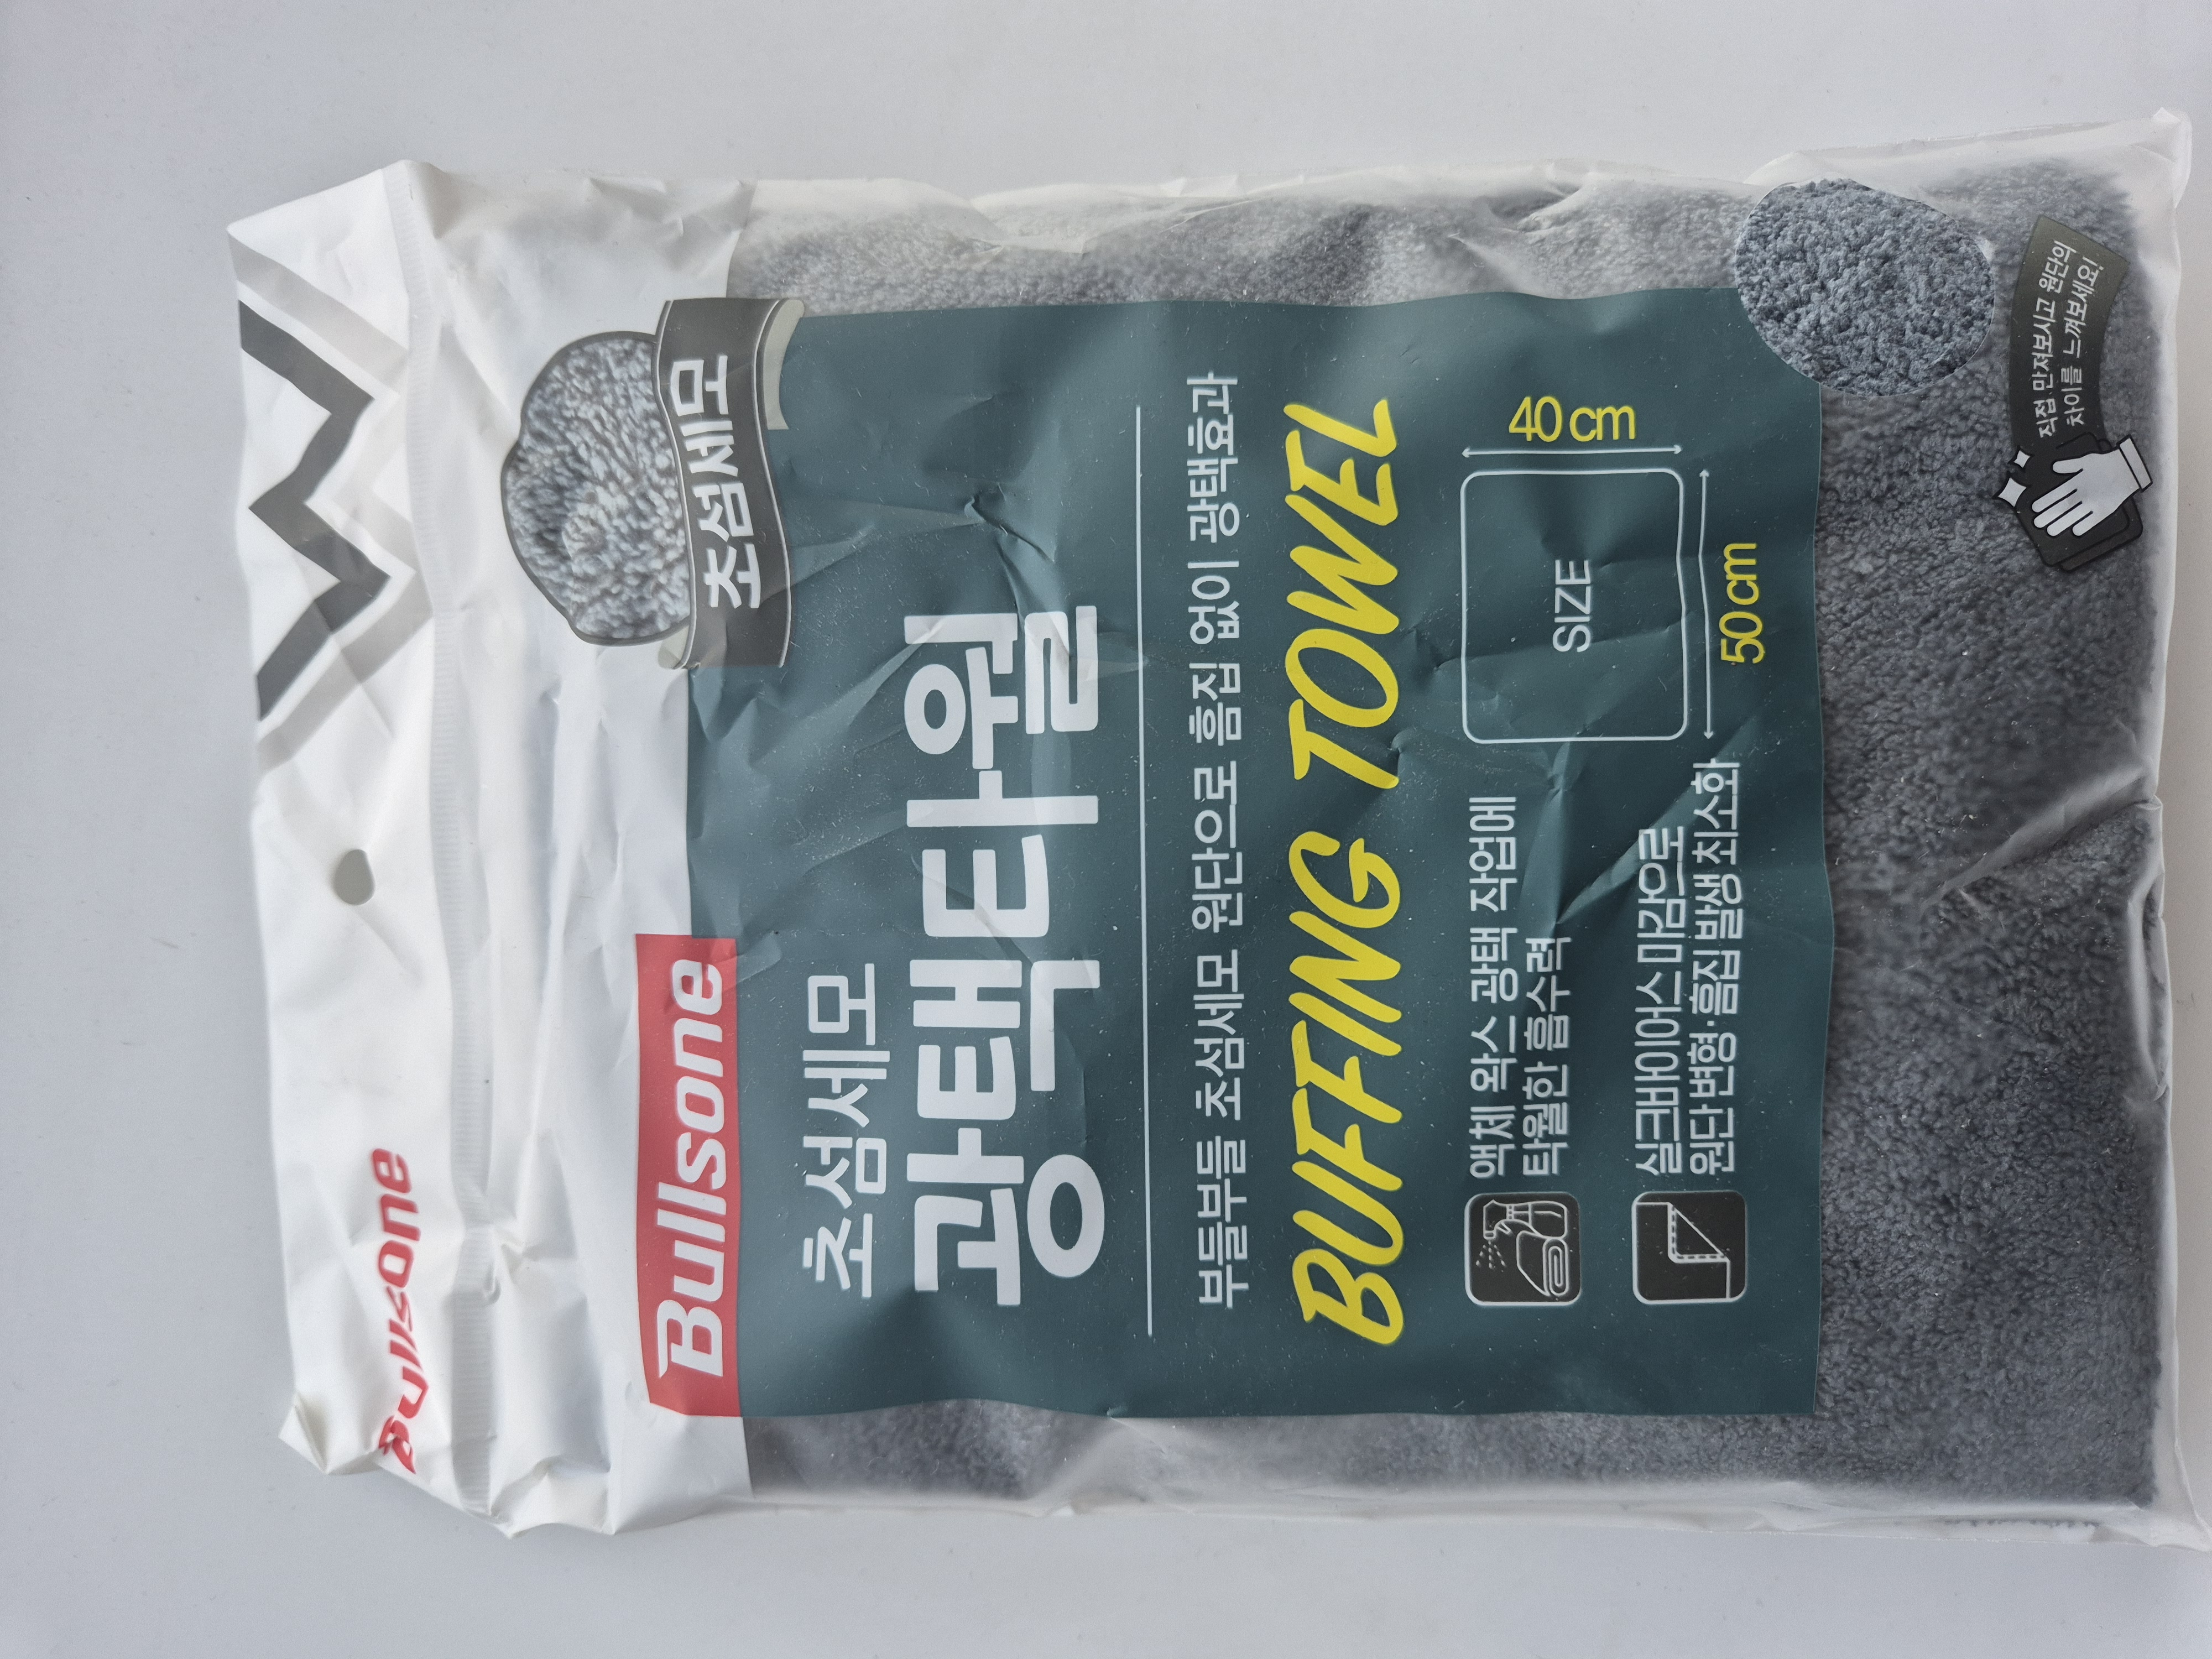 Bullsone
초섬세모
Bullsone
초섬세모
광택타월
부들부들 초섬세모 원단으로 흠집 없이 광택효과
BUFFING TOWEL
액체 왁스 광택 작업에
탁월한 흡수력
실크바이어스 마감으로
원단 변형·흠집 발생 최소화
SIZE
40 cm
50 cm
직접 만져보시고 원단의
차이를 느껴보세요!